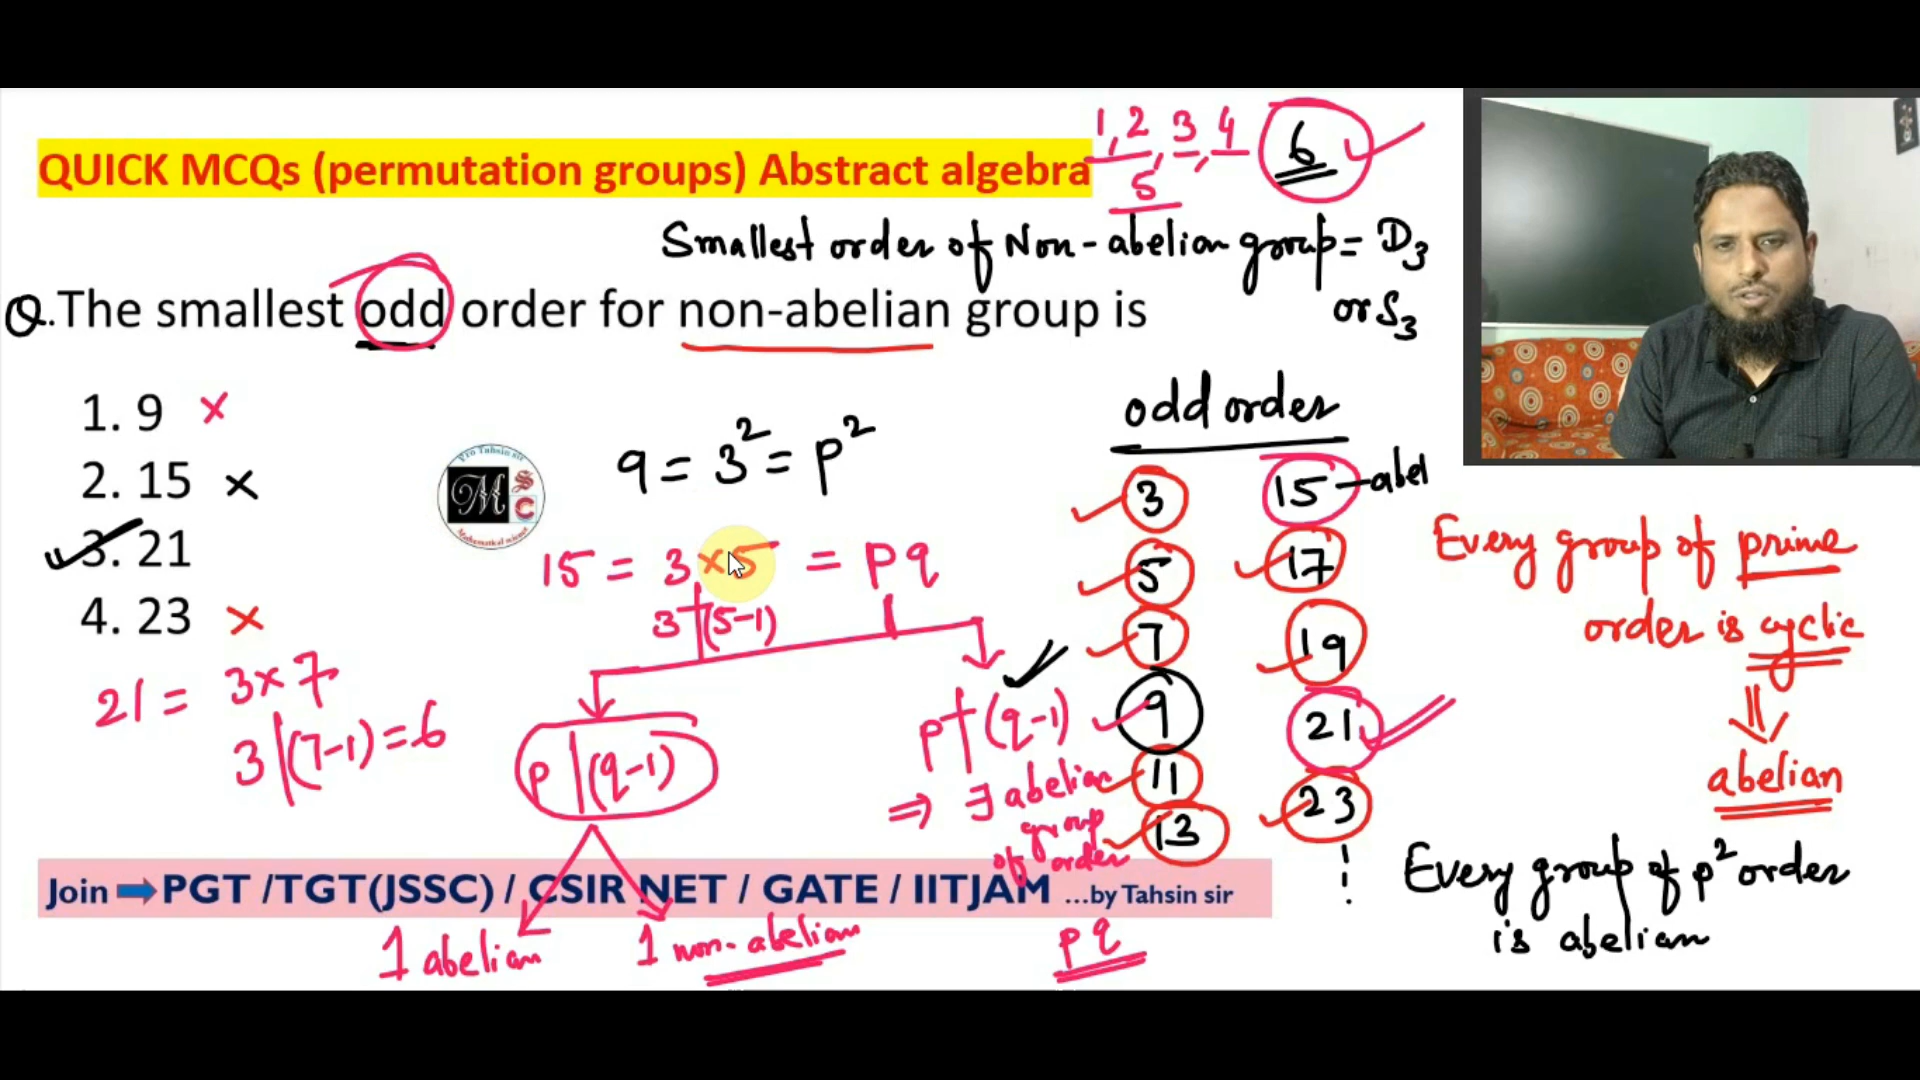 1, 2, 3, 4 6
5
QUICK MCQs (permutation groups) Abstract algebra
Smallest order of Non-abelian group = D3
or S3
Q.The smallest odd order for non-abelian group is
odd order
1. 9 ×
2. 15 ×
3. 21
4. 23 ×
Pro Tahsin sir
M S C
Mathematical science
9 = 3² = p²
15 = 3×5 = pq
3∤(5-1)
21 = 3×7
3|(7-1)=6
p|(q-1)
p∤(q-1)
⇒ ∃ abelian
group
of order
pq
1 abelian
1 non-abelian
3 15 - abel
5 17
7 19
9 21
11 23
13
Every group of prime
order is cyclic
⇓
abelian
Every group of p² order
is abelian
Join ➡ PGT /TGT(JSSC) / CSIR NET / GATE / IITJAM ...by Tahsin sir